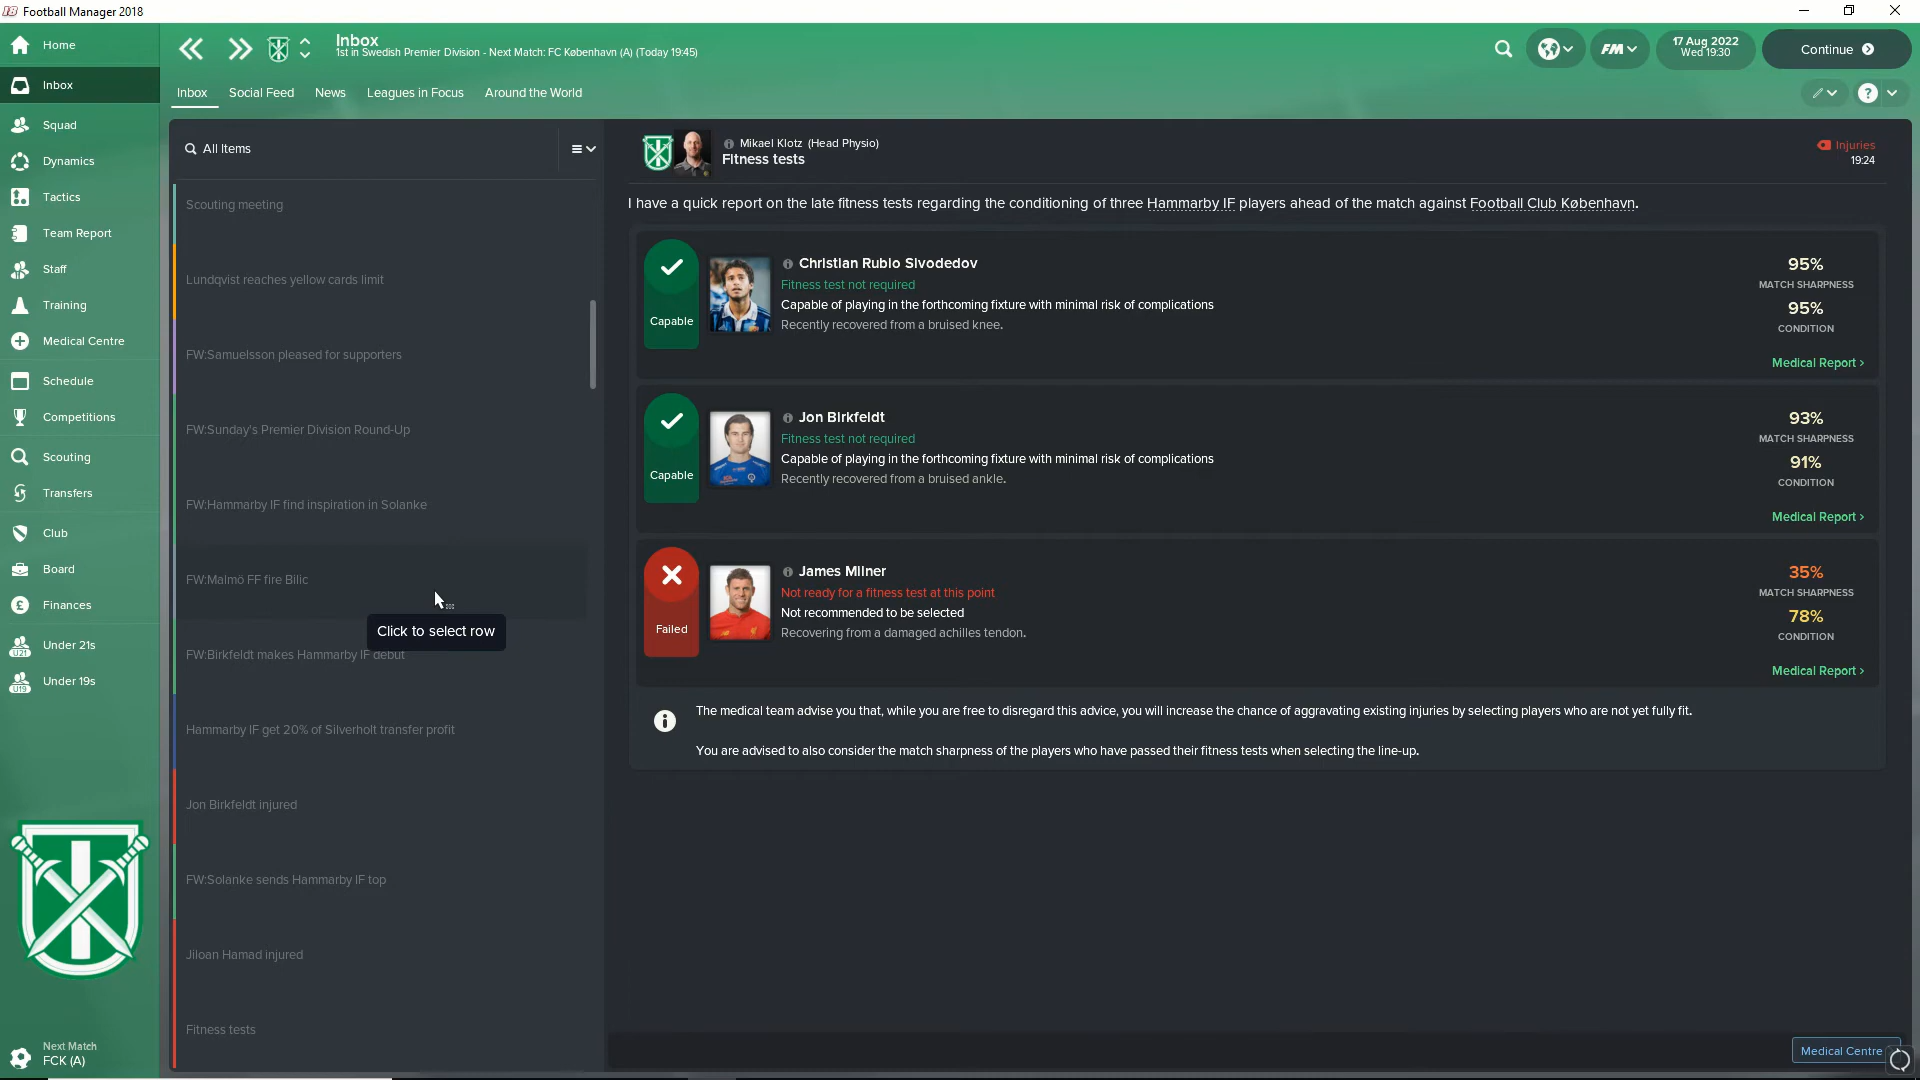 Football Manager 2018
Home
Inbox
Squad
Dynamics
Tactics
Team Report
Staff
Training
Medical Centre
Schedule
Competitions
Scouting
Transfers
Club
Board
Finances
U21
Under 21s
U19
Under 19s
Next Match
FCK (A)
Inbox
1st in Swedish Premier Division - Next Match: FC København (A) (Today 19:45)
FM
17 Aug 2022
Wed 19:30
Continue
Inbox
Social Feed
News
Leagues in Focus
Around the World
All Items
Scouting meeting
Lundqvist reaches yellow cards limit
FW:Samuelsson pleased for supporters
FW:Sunday's Premier Division Round-Up
FW:Hammarby IF find inspiration in Solanke
FW:Malmö FF fire Bilic
Click to select row
FW:Birkfeldt makes Hammarby IF debut
Hammarby IF get 20% of Silverholt transfer profit
Jon Birkfeldt injured
FW:Solanke sends Hammarby IF top
Jiloan Hamad injured
Fitness tests
Mikael Klotz (Head Physio)
Fitness tests
Injuries
19:24
I have a quick report on the late fitness tests regarding the conditioning of three Hammarby IF players ahead of the match against Football Club København.
Capable
Christian Rubio Sivodedov
Fitness test not required
Capable of playing in the forthcoming fixture with minimal risk of complications
Recently recovered from a bruised knee.
95%
MATCH SHARPNESS
95%
CONDITION
Medical Report >
Capable
Jon Birkfeldt
Fitness test not required
Capable of playing in the forthcoming fixture with minimal risk of complications
Recently recovered from a bruised ankle.
93%
MATCH SHARPNESS
91%
CONDITION
Medical Report >
Failed
James Milner
Not ready for a fitness test at this point
Not recommended to be selected
Recovering from a damaged achilles tendon.
35%
MATCH SHARPNESS
78%
CONDITION
Medical Report >
The medical team advise you that, while you are free to disregard this advice, you will increase the chance of aggravating existing injuries by selecting players who are not yet fully fit.
You are advised to also consider the match sharpness of the players who have passed their fitness tests when selecting the line-up.
Medical Centre